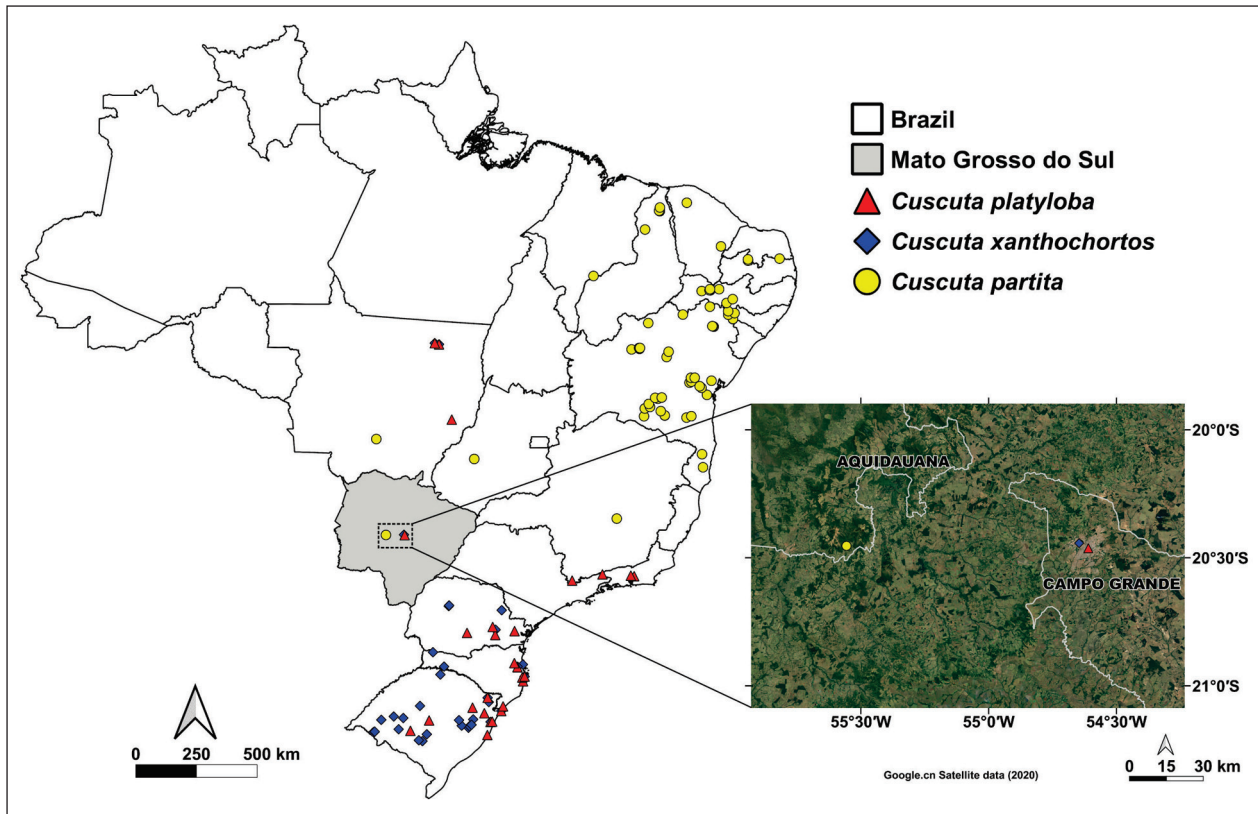 Brazil
Mato Grosso do Sul
Cuscuta platyloba
Cuscuta xanthochortos
Cuscuta partita
AQUIDAUANA
CAMPO GRANDE
20°0'S
20°30'S
21°0'S
55°30'W
55°0'W
54°30'W
0 250 500 km
Google.cn Satellite data (2020)
0 15 30 km